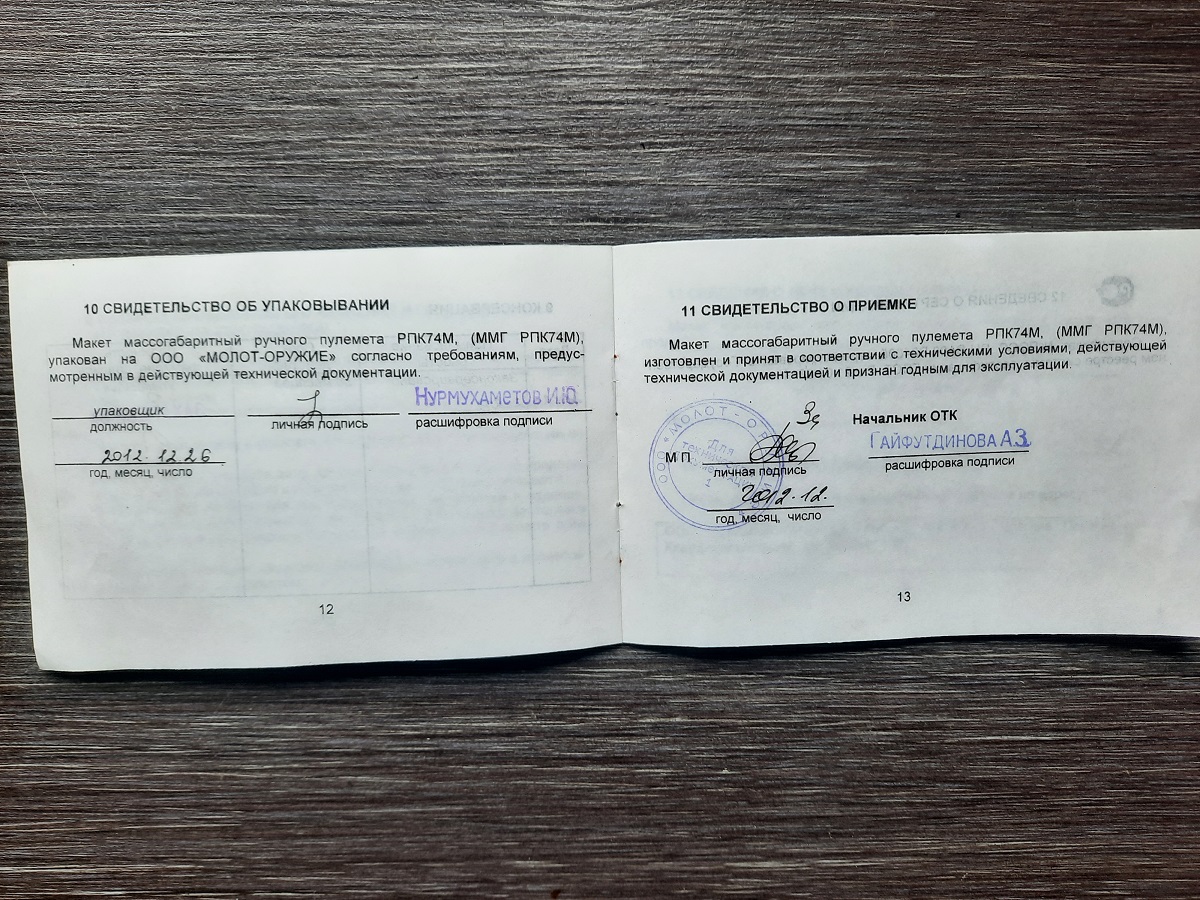 10 СВИДЕТЕЛЬСТВО ОБ УПАКОВЫВАНИИ
Макет массогабаритный ручного пулемета РПК74М, (ММГ РПК74М),
упакован на ООО «МОЛОТ-ОРУЖИЕ» согласно требованиям, предус-
мотренным в действующей технической документации.
упаковщик
НУРМУХАМЕТОВ И.Ю.
должность
личная подпись
расшифровка подписи
2012. 12 26
год, месяц, число
12
11 СВИДЕТЕЛЬСТВО О ПРИЕМКЕ
Макет массогабаритный ручного пулемета РПК74М, (ММГ РПК74М),
изготовлен и принят в соответствии с техническими условиями, действующей
технической документацией и признан годным для эксплуатации.
Начальник ОТК
ГАЙФУТДИНОВА А.З.
М П
личная подпись
расшифровка подписи
2012.12.
год, месяц, число
ООО «МОЛОТ-
Для
13